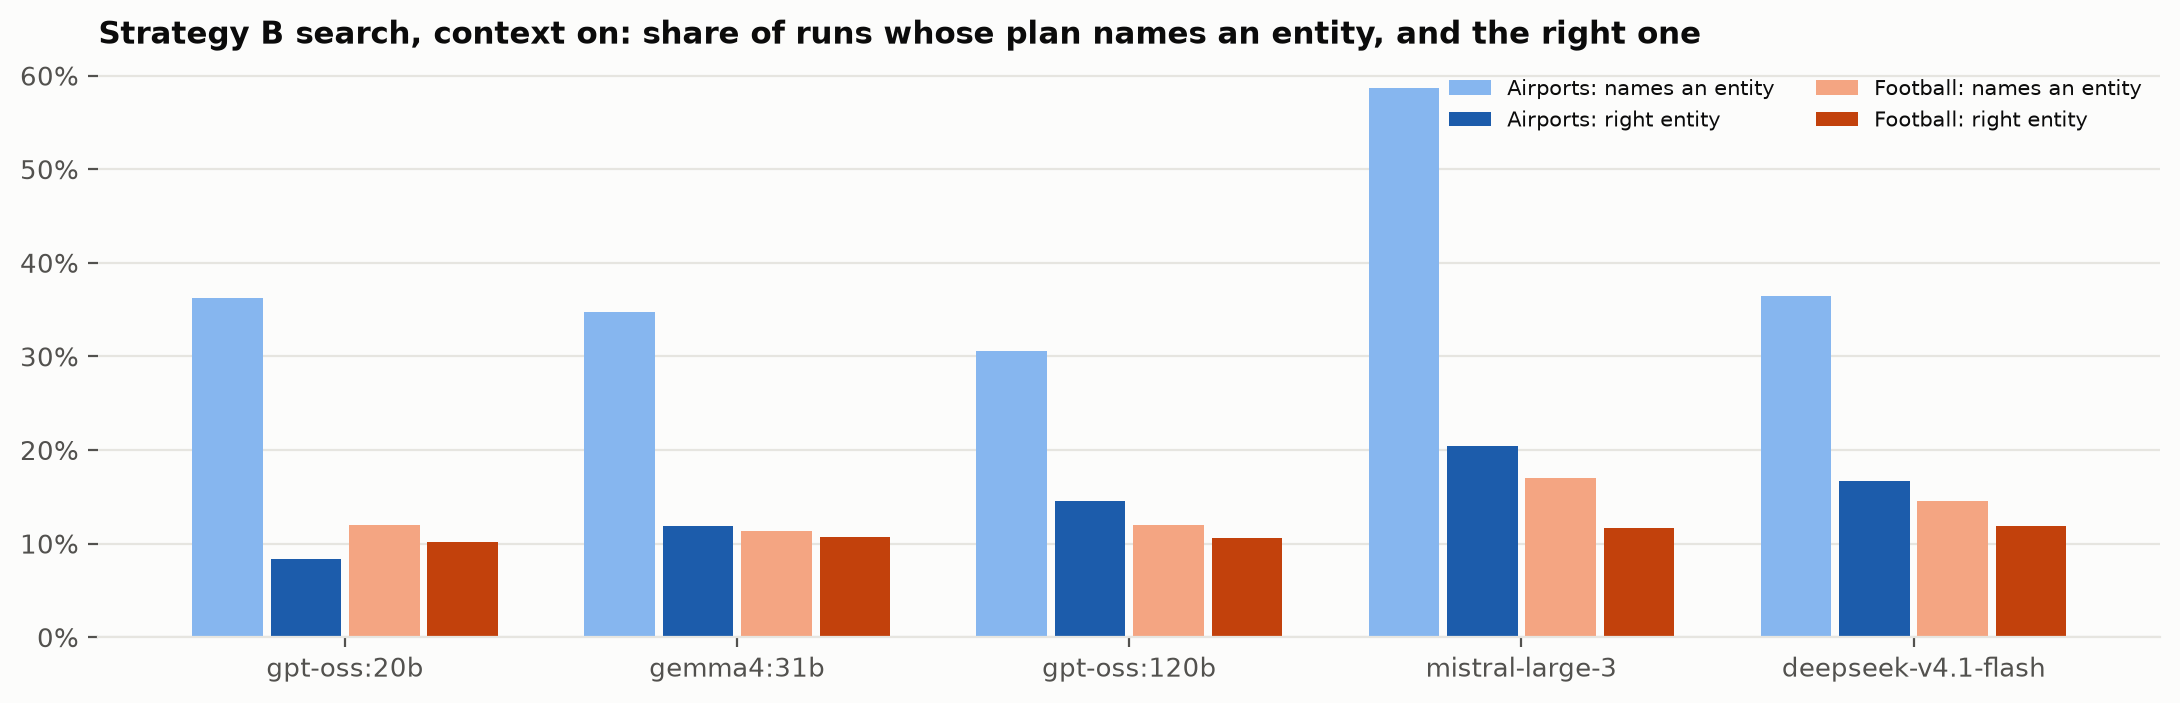 Strategy B search, context on: share of runs whose plan names an entity, and the right one
60%
50%
40%
30%
20%
10%
0%
Airports: names an entity
Airports: right entity
Football: names an entity
Football: right entity
gpt-oss:20b
gemma4:31b
gpt-oss:120b
mistral-large-3
deepseek-v4.1-flash